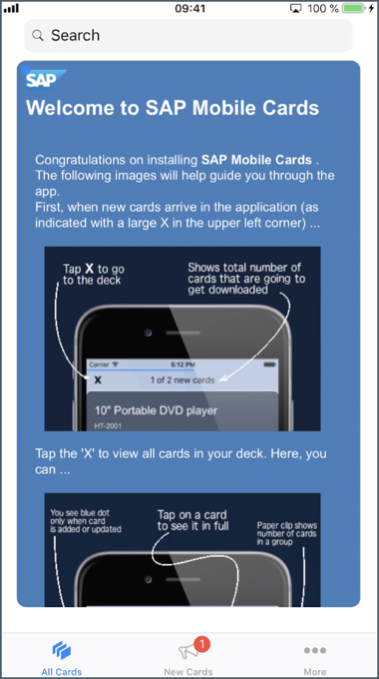 09:41
100 %
Search
SAP
Welcome to SAP Mobile Cards
Congratulations on installing SAP Mobile Cards .
The following images will help guide you through the
app.
First, when new cards arrive in the application (as
indicated with a large X in the upper left corner) ...
Tap X to go
to the deck
Shows total number of
cards that are going to
get downloaded
Carrier
5:12 PM
X
1 of 2 new cards
10" Portable DVD player
HT-2001
Tap the 'X' to view all cards in your deck. Here, you
can ...
You see blue dot
only when card
is added or updated
Tap on a card
to see it in full
Paper clip shows
number of cards
in a group
1
All Cards
New Cards
More